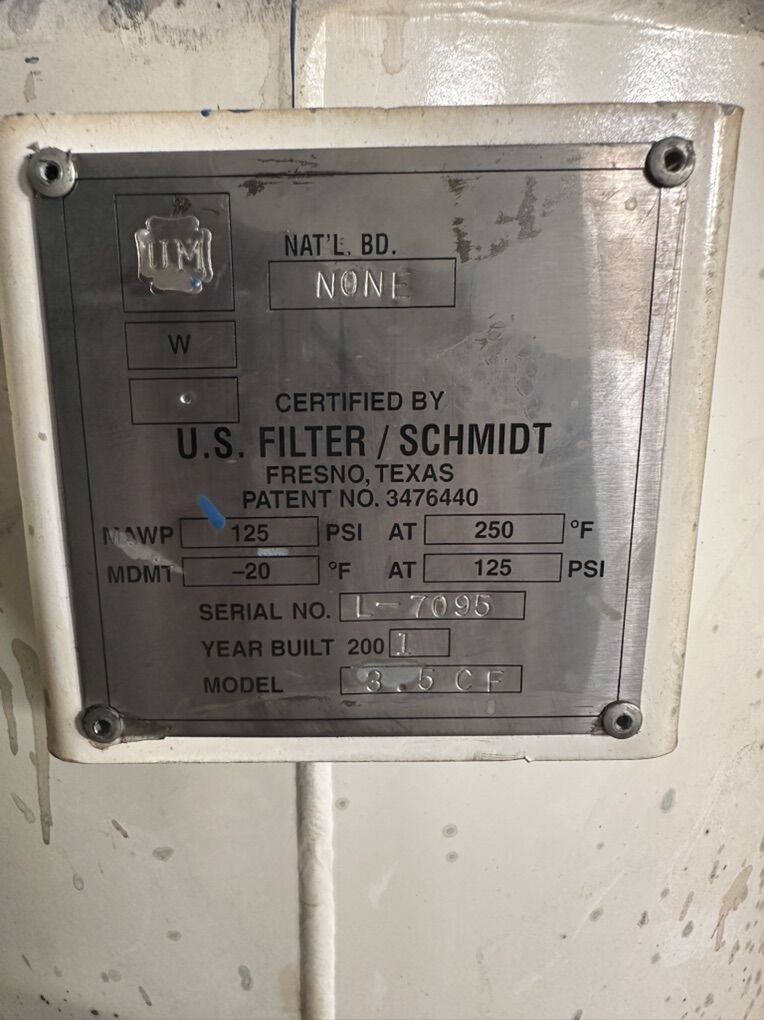 UM
NAT'L. BD.
NONE
W
CERTIFIED BY
U.S. FILTER / SCHMIDT
FRESNO, TEXAS
PATENT NO. 3476440
MAWP 125 PSI AT 250 °F
MDMT -20 °F AT 125 PSI
SERIAL NO. L-7095
YEAR BUILT 2001
MODEL 3.5 CF